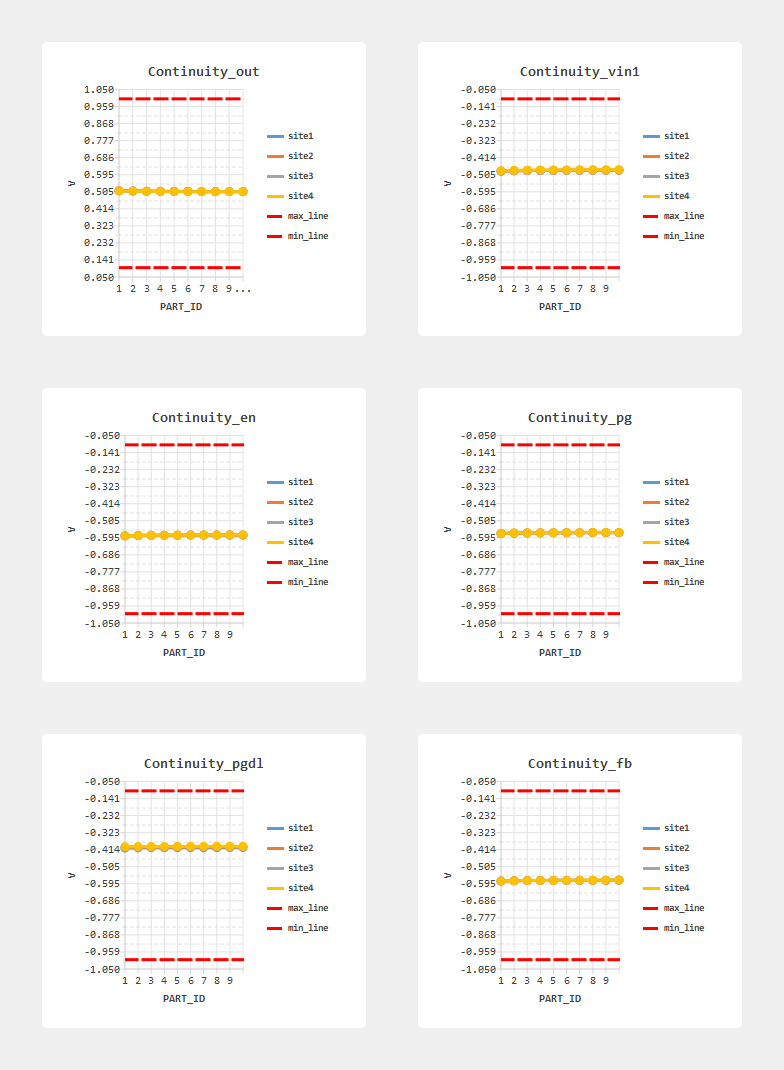 Continuity_out
1.050
0.959
0.868
0.777
0.686
0.595
0.505
0.414
0.323
0.232
0.141
0.050
V
1 2 3 4 5 6 7 8 9...
PART_ID
site1
site2
site3
site4
max_line
min_line
Continuity_vin1
-0.050
-0.141
-0.232
-0.323
-0.414
-0.505
-0.595
-0.686
-0.777
-0.868
-0.959
-1.050
V
1 2 3 4 5 6 7 8 9
PART_ID
site1
site2
site3
site4
max_line
min_line
Continuity_en
-0.050
-0.141
-0.232
-0.323
-0.414
-0.505
-0.595
-0.686
-0.777
-0.868
-0.959
-1.050
V
1 2 3 4 5 6 7 8 9
PART_ID
site1
site2
site3
site4
max_line
min_line
Continuity_pg
-0.050
-0.141
-0.232
-0.323
-0.414
-0.505
-0.595
-0.686
-0.777
-0.868
-0.959
-1.050
V
1 2 3 4 5 6 7 8 9
PART_ID
site1
site2
site3
site4
max_line
min_line
Continuity_pgdl
-0.050
-0.141
-0.232
-0.323
-0.414
-0.505
-0.595
-0.686
-0.777
-0.868
-0.959
-1.050
V
1 2 3 4 5 6 7 8 9
PART_ID
site1
site2
site3
site4
max_line
min_line
Continuity_fb
-0.050
-0.141
-0.232
-0.323
-0.414
-0.505
-0.595
-0.686
-0.777
-0.868
-0.959
-1.050
V
1 2 3 4 5 6 7 8 9
PART_ID
site1
site2
site3
site4
max_line
min_line